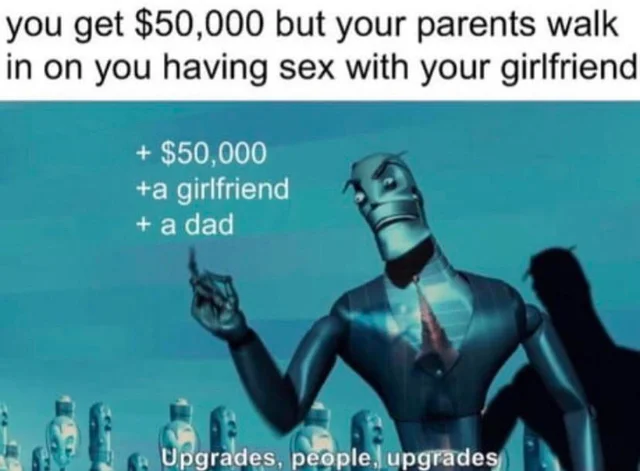 you get $50,000 but your parents walk
in on you having sex with your girlfriend
+ $50,000
+a girlfriend
+ a dad
Upgrades, people, upgrades